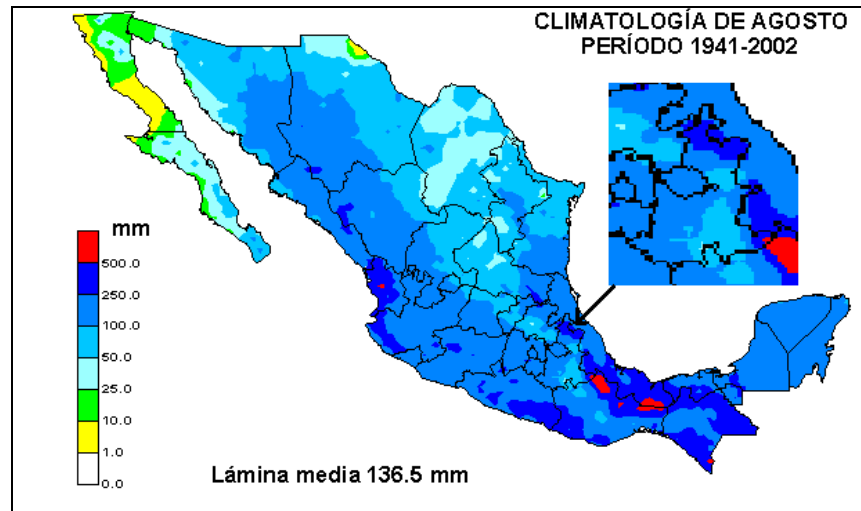 CLIMATOLOGÍA DE AGOSTO
PERÍODO 1941-2002
mm
500.0
250.0
100.0
50.0
25.0
10.0
1.0
0.0
Lámina media 136.5 mm